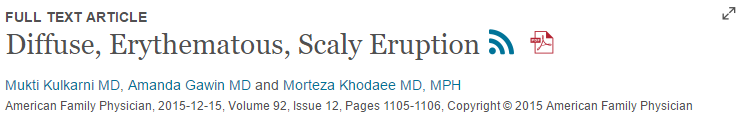 FULL TEXT ARTICLE
Diffuse, Erythematous, Scaly Eruption
PDF
Mukti Kulkarni MD, Amanda Gawin MD and Morteza Khodaee MD, MPH
American Family Physician, 2015-12-15, Volume 92, Issue 12, Pages 1105-1106, Copyright © 2015 American Family Physician